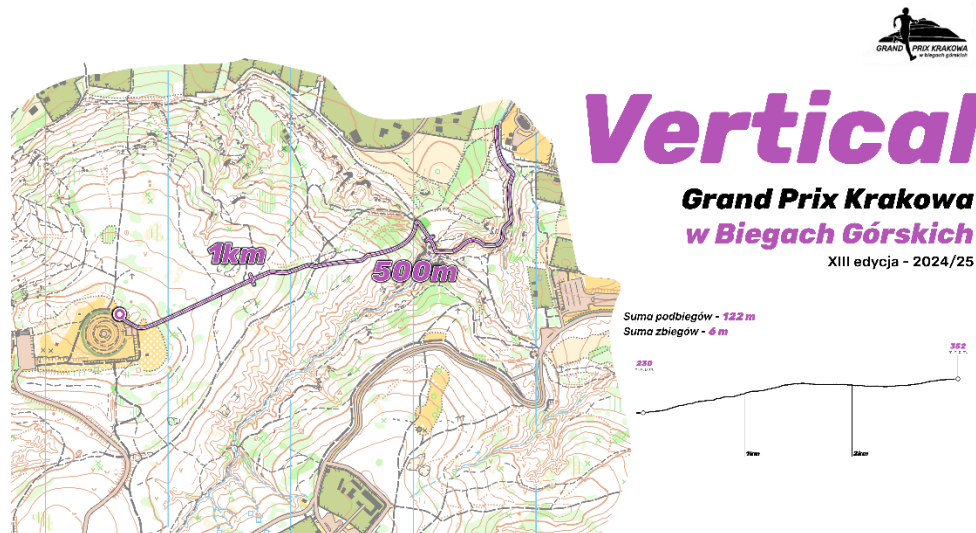 GRAND PRIX KRAKOWA
w biegach górskich
Vertical
Grand Prix Krakowa
w Biegach Górskich
XIII edycja - 2024/25
1km
500m
Suma podbiegów - 122 m
Suma zbiegów - 6 m
352
230
1km
2km